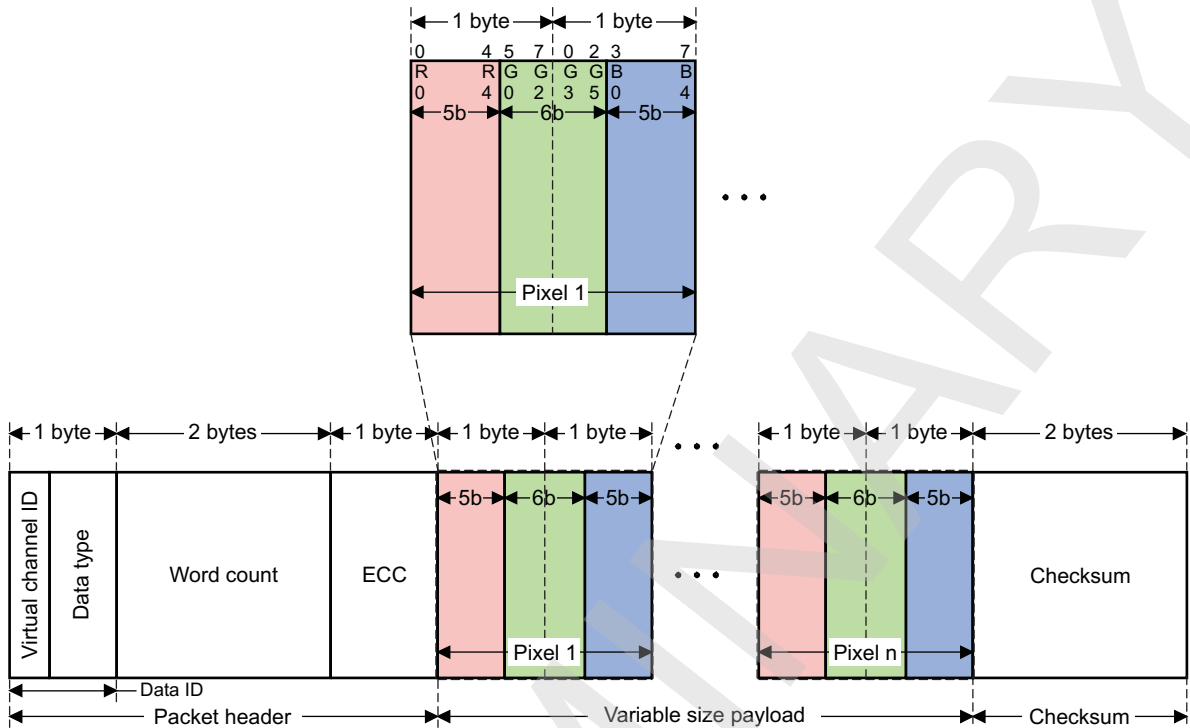 1 byte 1 byte
0 4 5 7 0 2 3 7
R R G G G G B B
0 4 0 2 3 5 0 4
5b 6b 5b
Pixel 1
1 byte 2 bytes 1 byte 1 byte 1 byte 1 byte 1 byte 2 bytes
5b 6b 5b 5b 6b 5b
Virtual channel ID
Data type
Word count ECC Checksum
Pixel 1 Pixel n
Data ID
Packet header Variable size payload Checksum